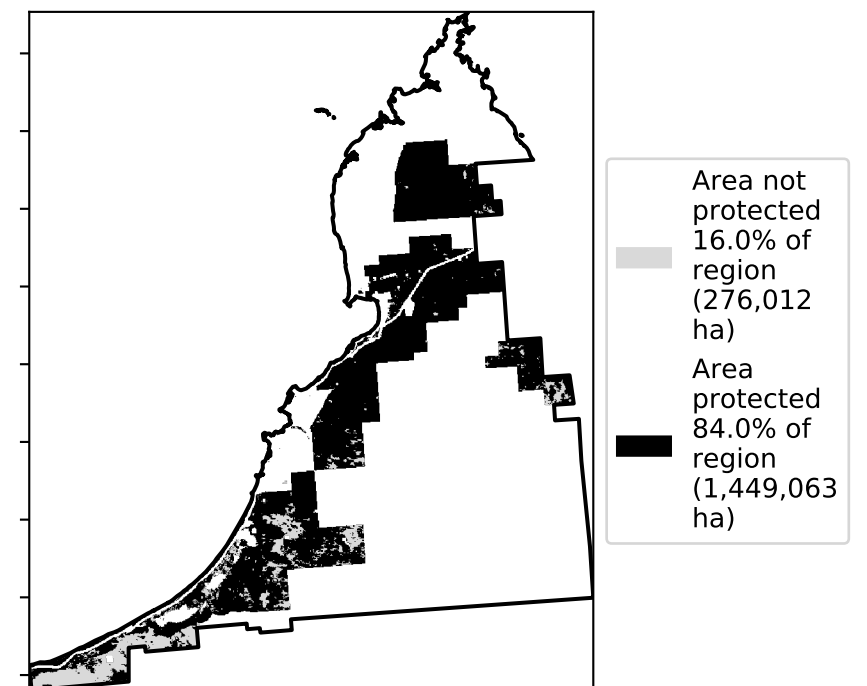 Area not
protected
16.0% of
region
(276,012
ha)
Area
protected
84.0% of
region
(1,449,063
ha)